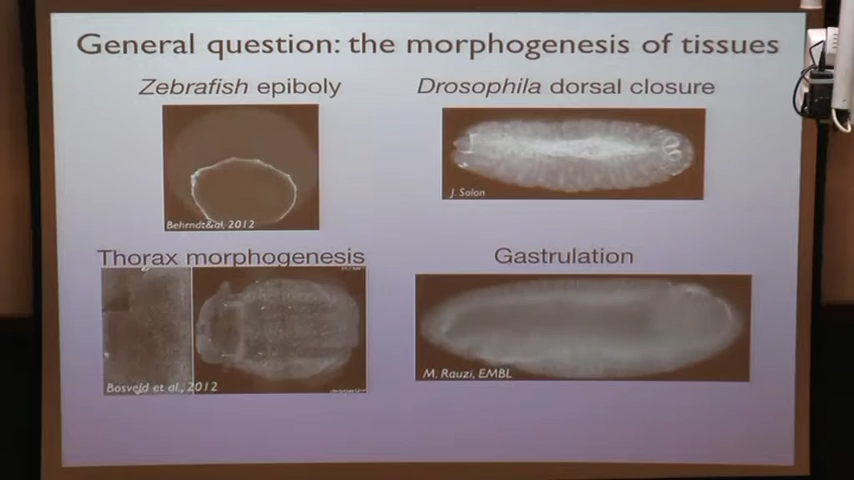 General question: the morphogenesis of tissues
Zebrafish epiboly
Drosophila dorsal closure
Behrndt&al, 2012
J. Solon
Thorax morphogenesis
Gastrulation
Bosveld et al., 2012
M. Rauzi, EMBL